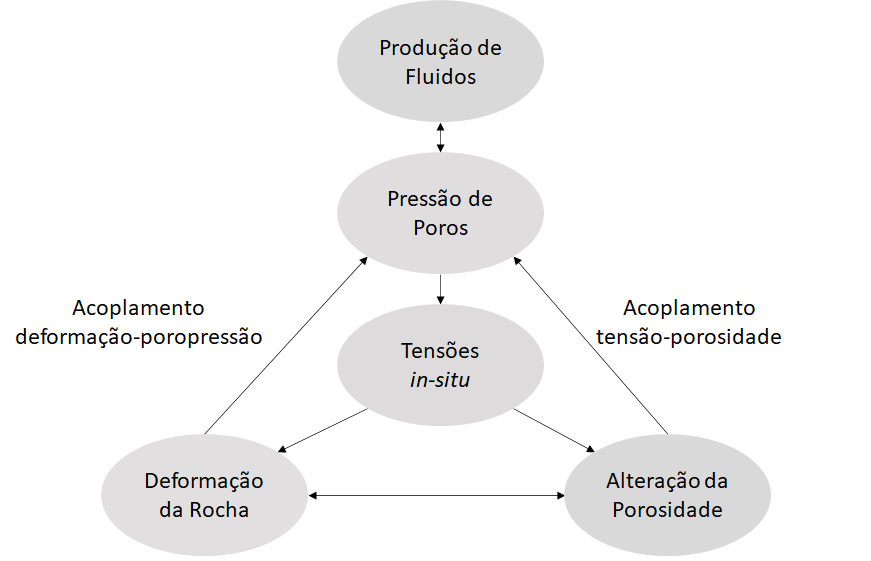 Produção de
Fluidos
Pressão de
Poros
Acoplamento
deformação-poropressão
Acoplamento
tensão-porosidade
Tensões
in-situ
Deformação
da Rocha
Alteração da
Porosidade